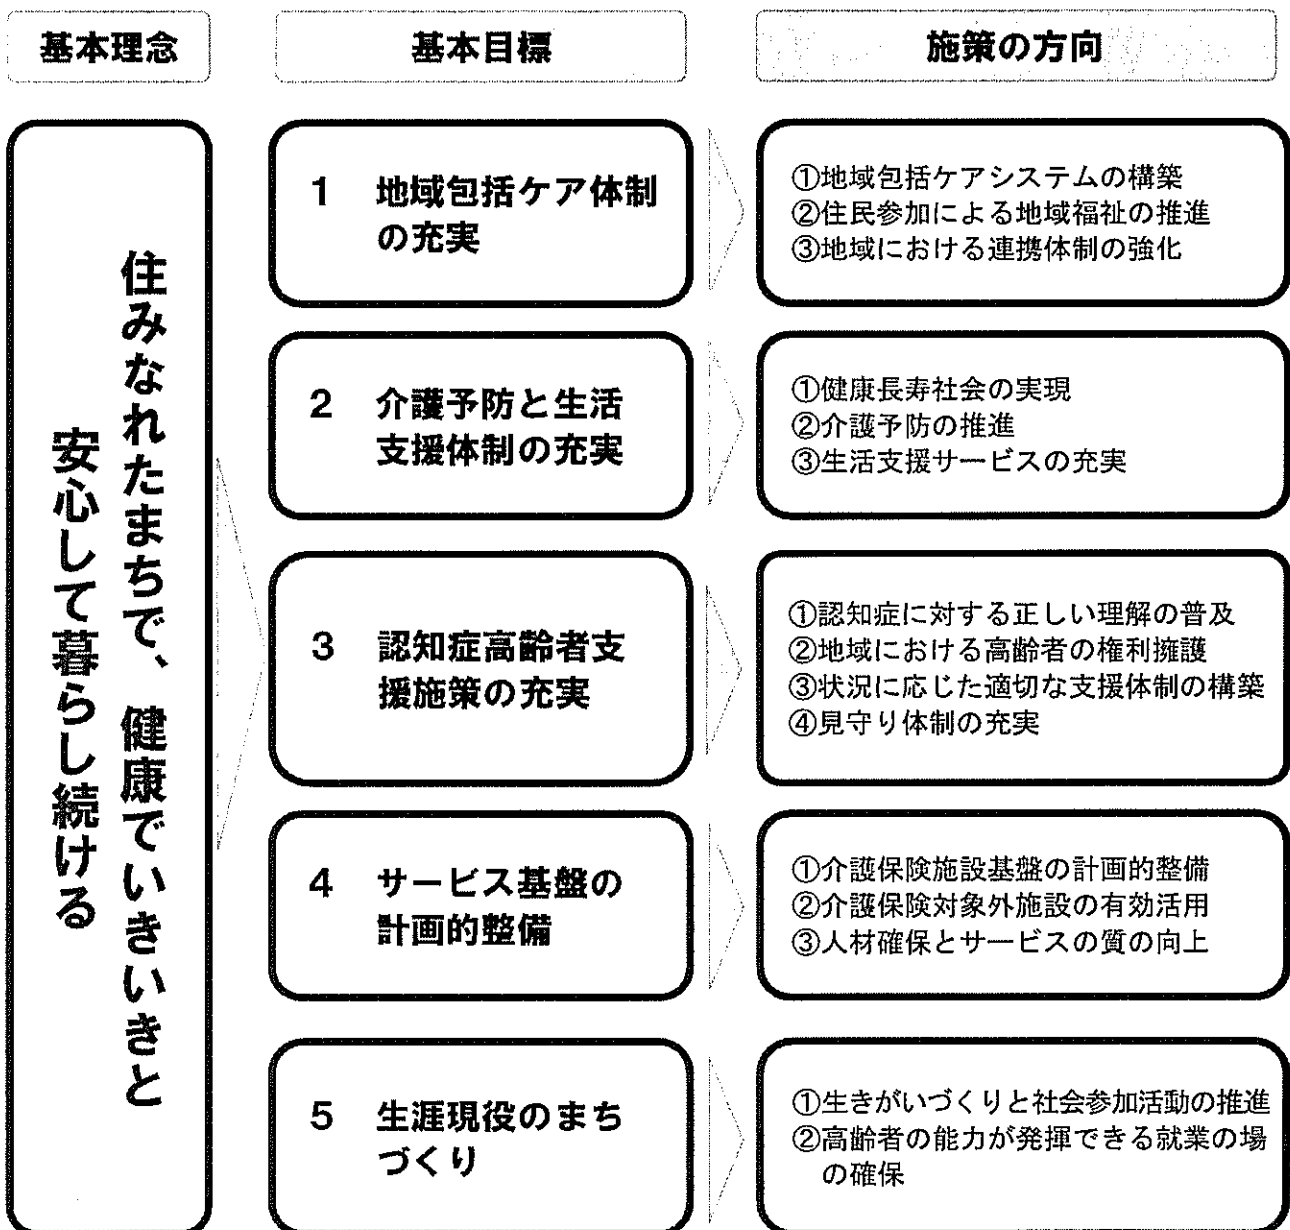 基本理念
基本目標
施策の方向
住みなれたまちで、健康でいきいきと
安心して暮らし続ける
1 地域包括ケア体制
の充実
①地域包括ケアシステムの構築
②住民参加による地域福祉の推進
③地域における連携体制の強化
2 介護予防と生活
支援体制の充実
①健康長寿社会の実現
②介護予防の推進
③生活支援サービスの充実
3 認知症高齢者支
援施策の充実
①認知症に対する正しい理解の普及
②地域における高齢者の権利擁護
③状況に応じた適切な支援体制の構築
④見守り体制の充実
4 サービス基盤の
計画的整備
①介護保険施設基盤の計画的整備
②介護保険対象外施設の有効活用
③人材確保とサービスの質の向上
5 生涯現役のまち
づくり
①生きがいづくりと社会参加活動の推進
②高齢者の能力が発揮できる就業の場
の確保